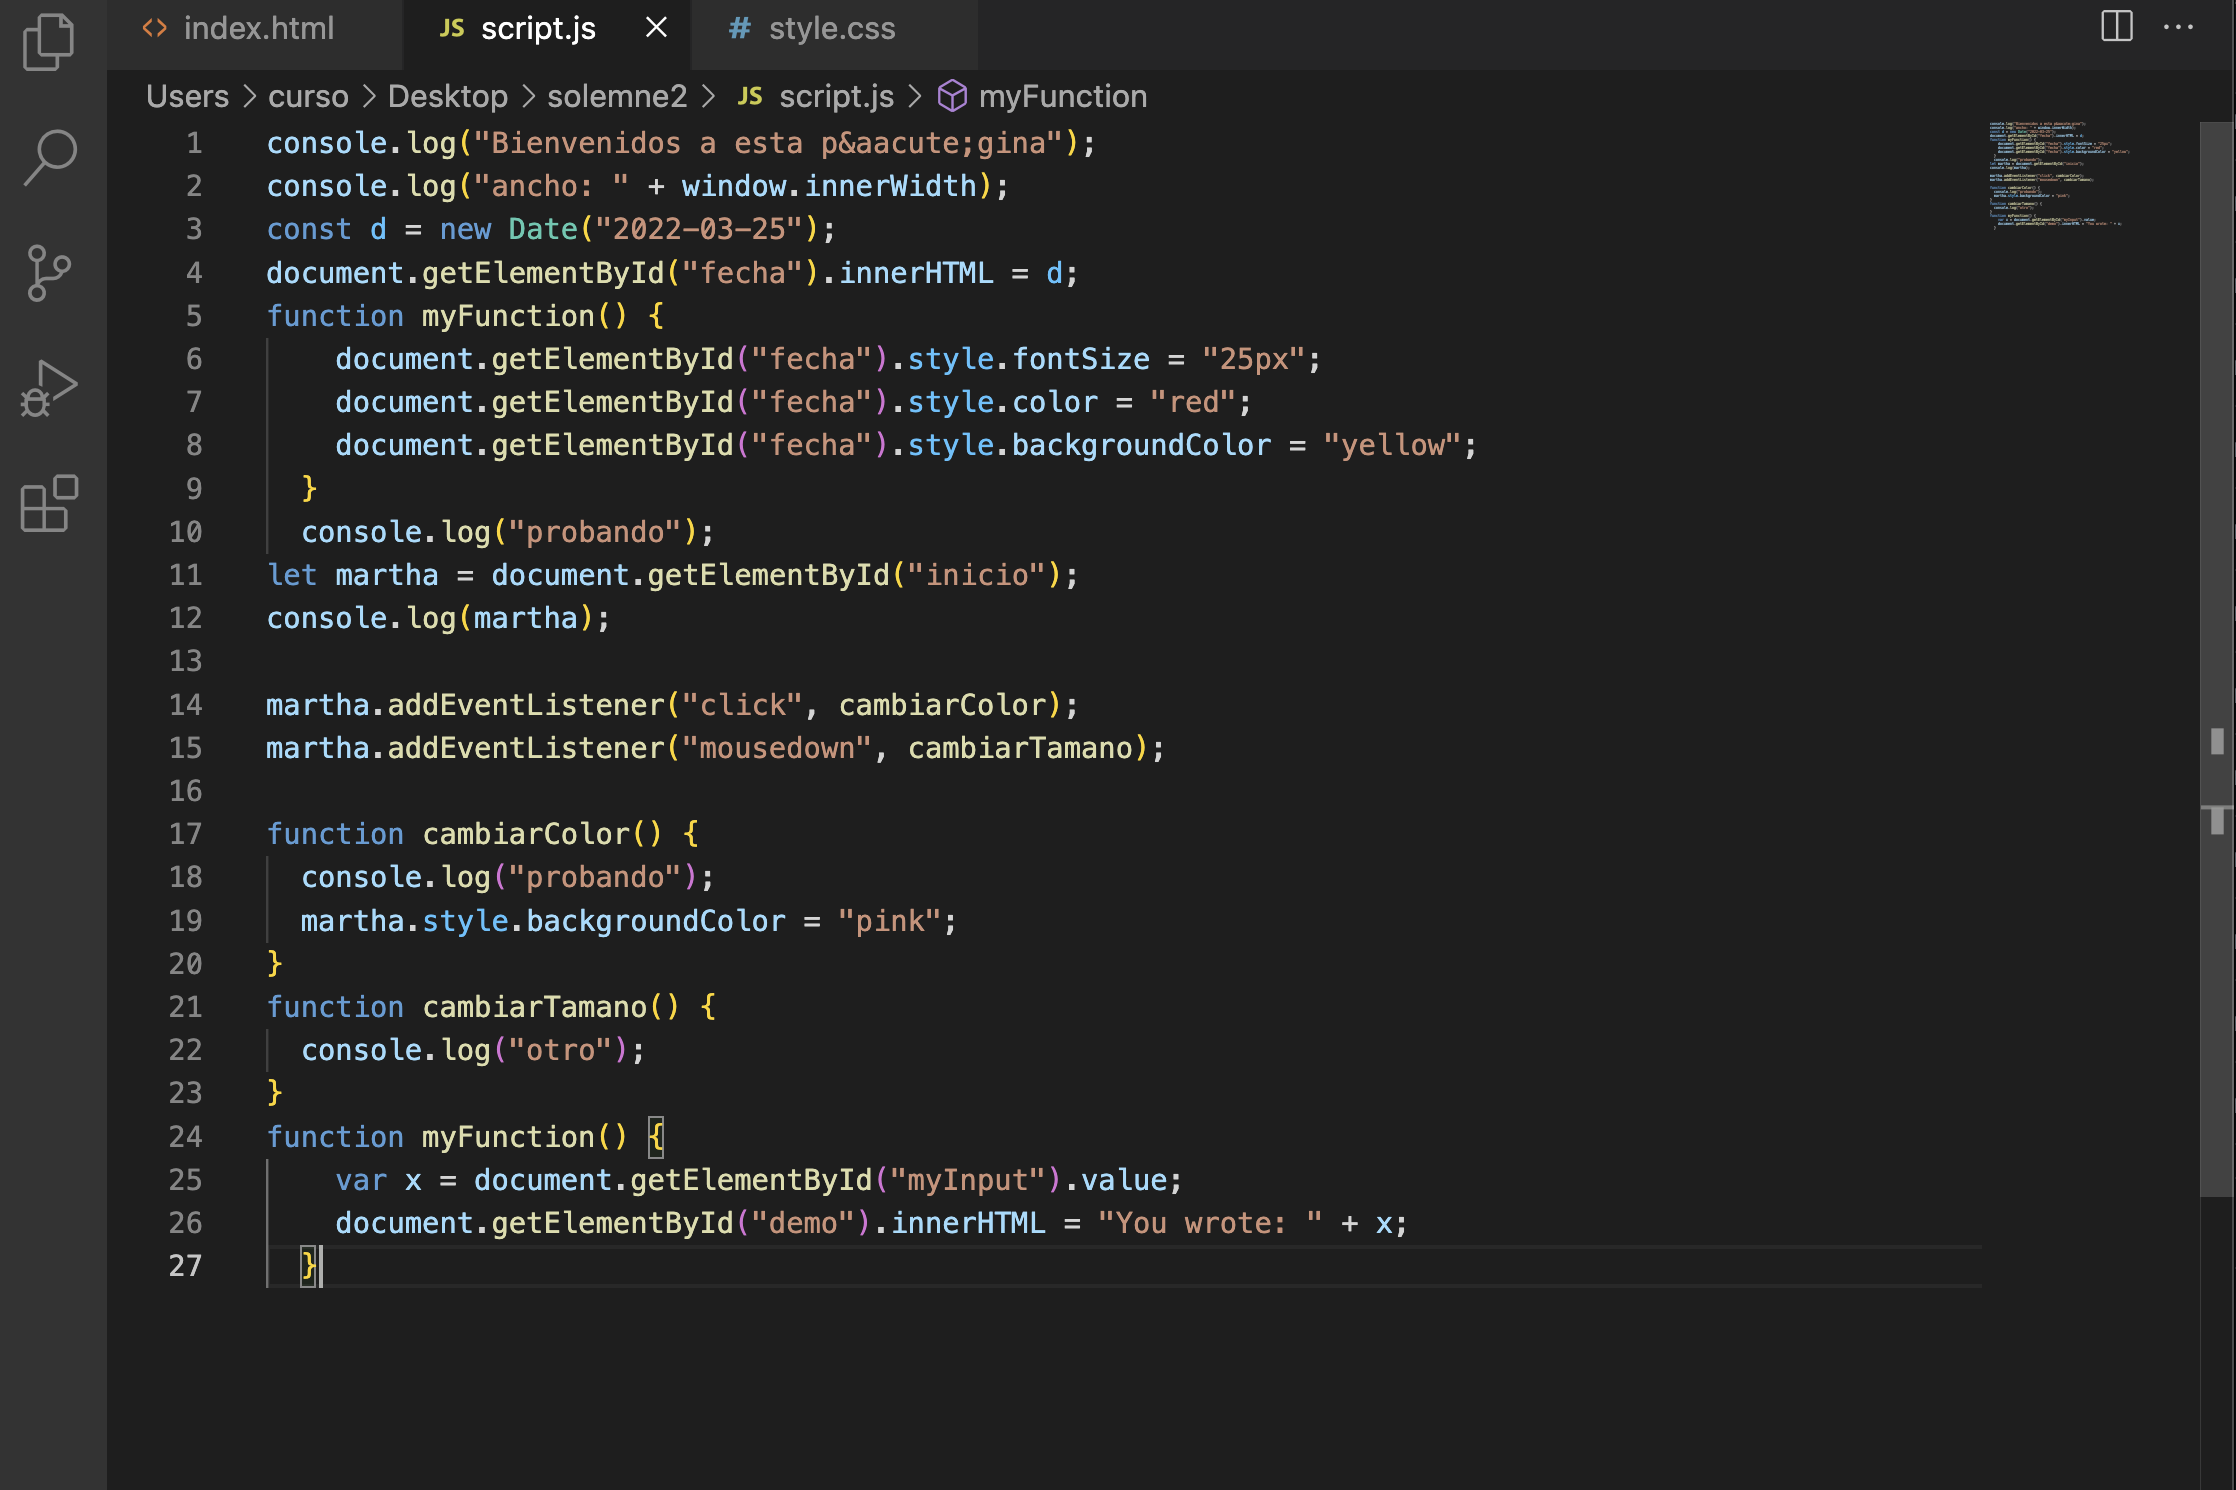 index.html
JS script.js
# style.css
Users > curso > Desktop > solemne2 > JS script.js > myFunction
1 console.log("Bienvenidos a esta p&aacute;gina");
2 console.log("ancho: " + window.innerWidth);
3 const d = new Date("2022-03-25");
4 document.getElementById("fecha").innerHTML = d;
5 function myFunction() {
6     document.getElementById("fecha").style.fontSize = "25px";
7     document.getElementById("fecha").style.color = "red";
8     document.getElementById("fecha").style.backgroundColor = "yellow";
9   }
10   console.log("probando");
11 let martha = document.getElementById("inicio");
12 console.log(martha);
13
14 martha.addEventListener("click", cambiarColor);
15 martha.addEventListener("mousedown", cambiarTamano);
16
17 function cambiarColor() {
18   console.log("probando");
19   martha.style.backgroundColor = "pink";
20 }
21 function cambiarTamano() {
22   console.log("otro");
23 }
24 function myFunction() {
25     var x = document.getElementById("myInput").value;
26     document.getElementById("demo").innerHTML = "You wrote: " + x;
27   }